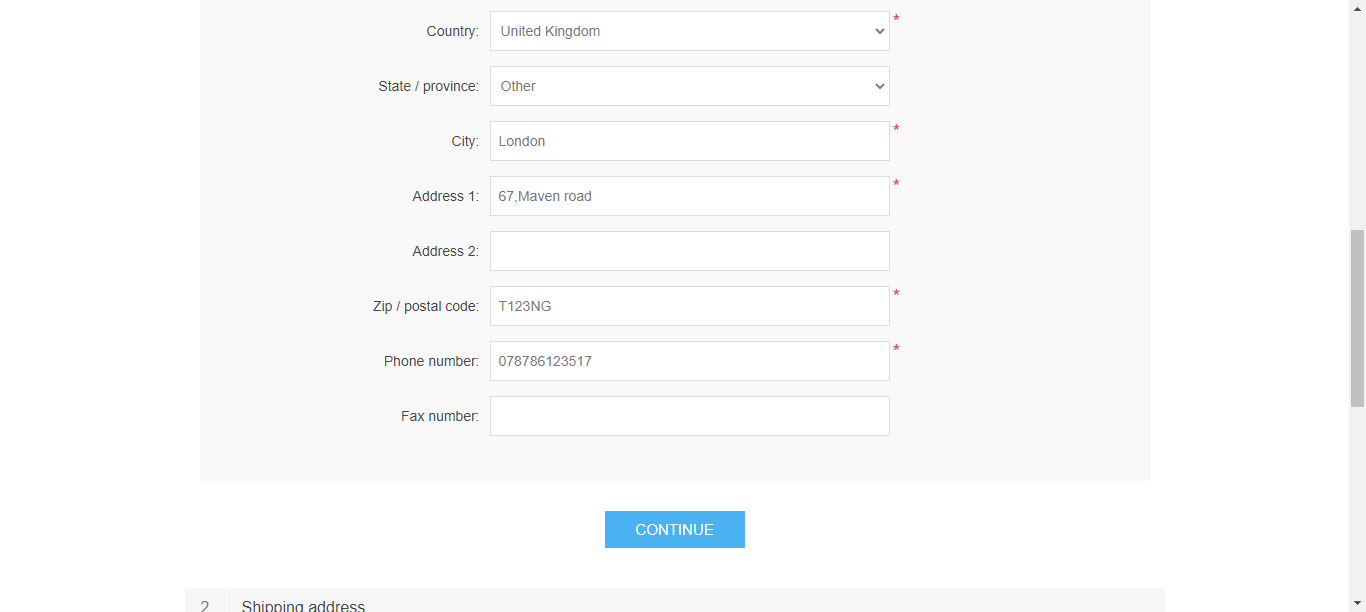 Country: United Kingdom *
State / province: Other
City: London *
Address 1: 67,Maven road *
Address 2:
Zip / postal code: T123NG *
Phone number: 078786123517 *
Fax number:
CONTINUE
2 Shipping address